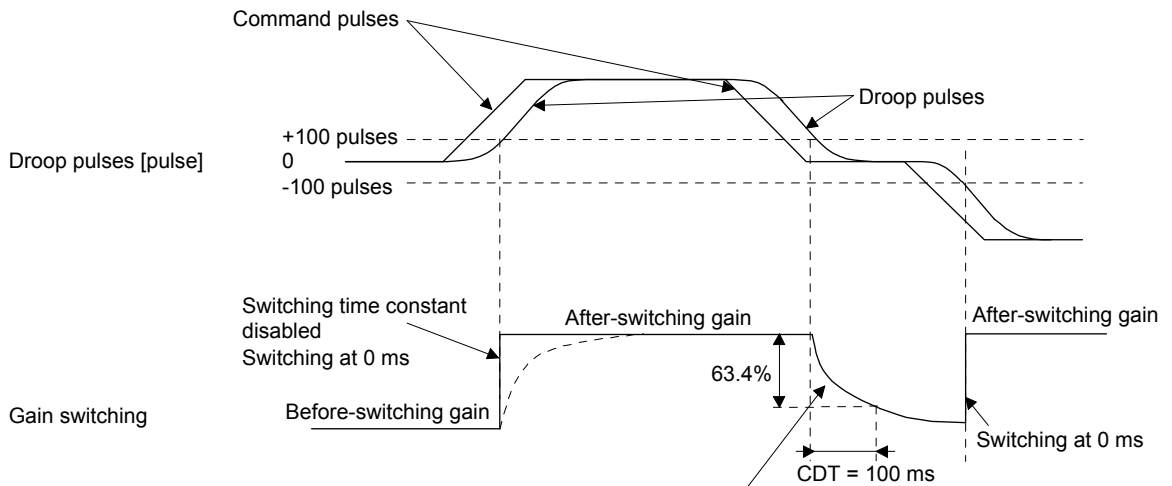 Command pulses
Droop pulses
+100 pulses
Droop pulses [pulse]
0
-100 pulses
Switching time constant
disabled
Switching at 0 ms
After-switching gain
After-switching gain
63.4%
Gain switching
Before-switching gain
Switching at 0 ms
CDT = 100 ms